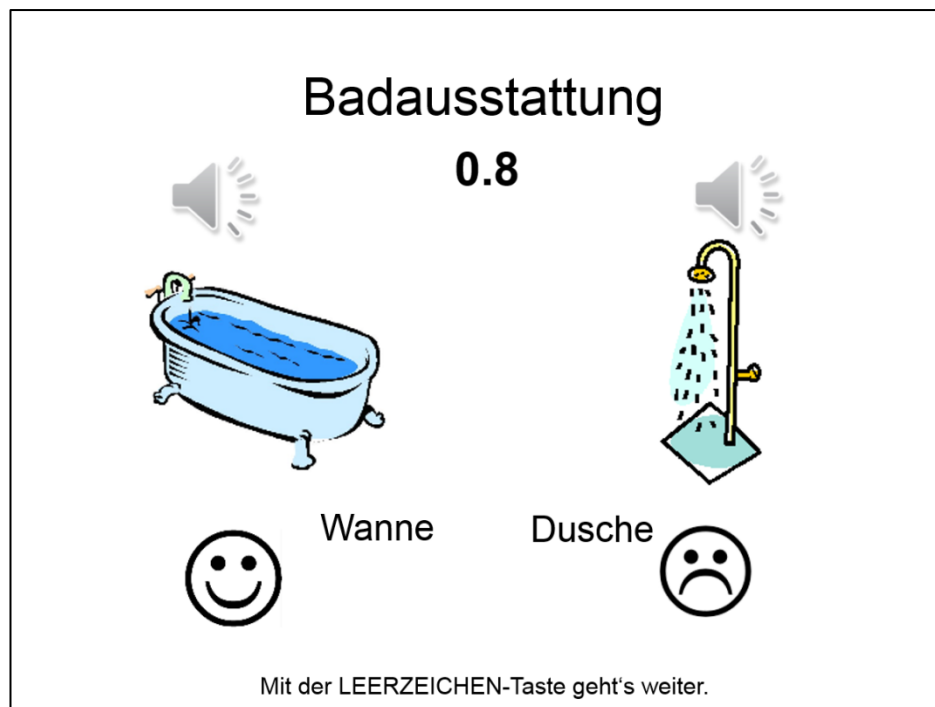 Badausstattung
0.8
Wanne Dusche
Mit der LEERZEICHEN-Taste geht‘s weiter.